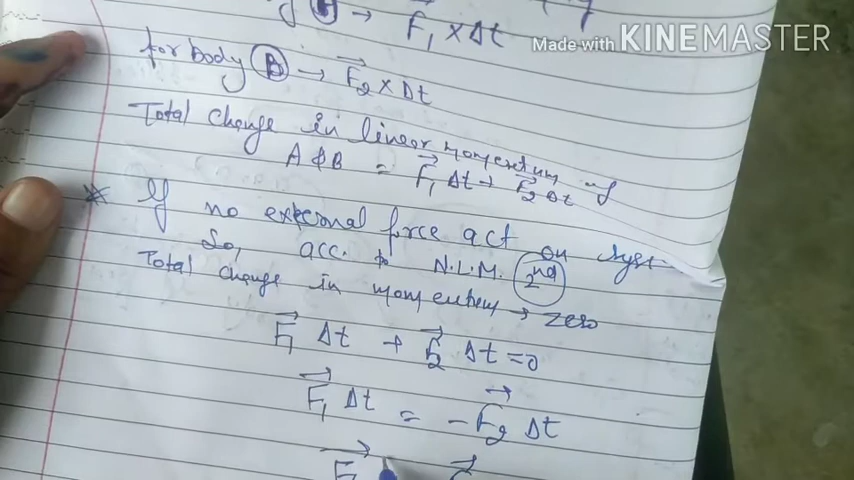 (A) → F₁ × Δt
Made with KINEMASTER
for body (B) → F₂ × Δt
Total change in linear momentum of
A & B = F₁ Δt + F₂ Δt
* If no external force act on syst
So, acc. to N.L.M. 2nd
Total change in momentum → zero
F₁ Δt + F₂ Δt = 0
F₁ Δt = - F₂ Δt
F